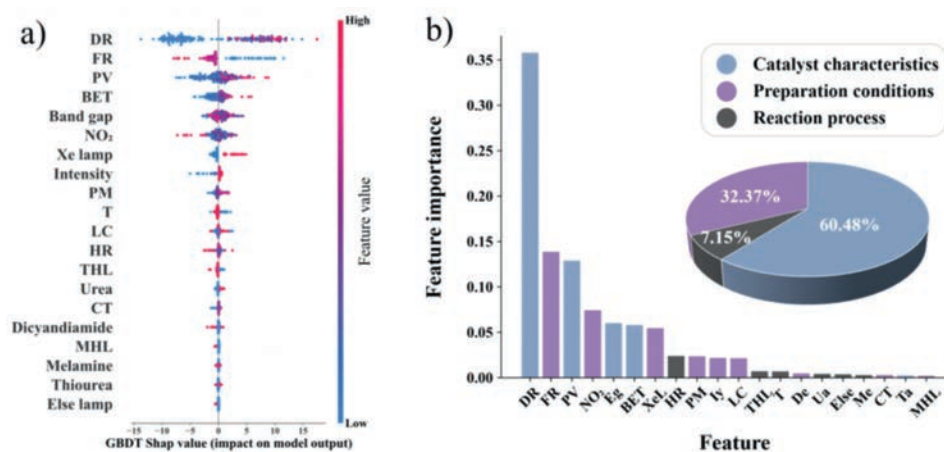 a)
High
DR
FR
PV
BET
Band gap
NO₂
Xe lamp
Intensity
PM
T
LC
HR
THL
Urea
CT
Dicyandiamide
MHL
Melamine
Thiourea
Else lamp
Feature value
Low
−15 −10 −5 0 5 10 15
GBDT Shap value (impact on model output)
b)
Catalyst characteristics
Preparation conditions
Reaction process
32.37%
7.15%
60.48%
Feature importance
0.35
0.30
0.25
0.20
0.15
0.10
0.05
0.00
DR FR PV NO₂ Eg BET Xel HR PM Iy LC THL T De Ua Else Me CT Ta MHL
Feature